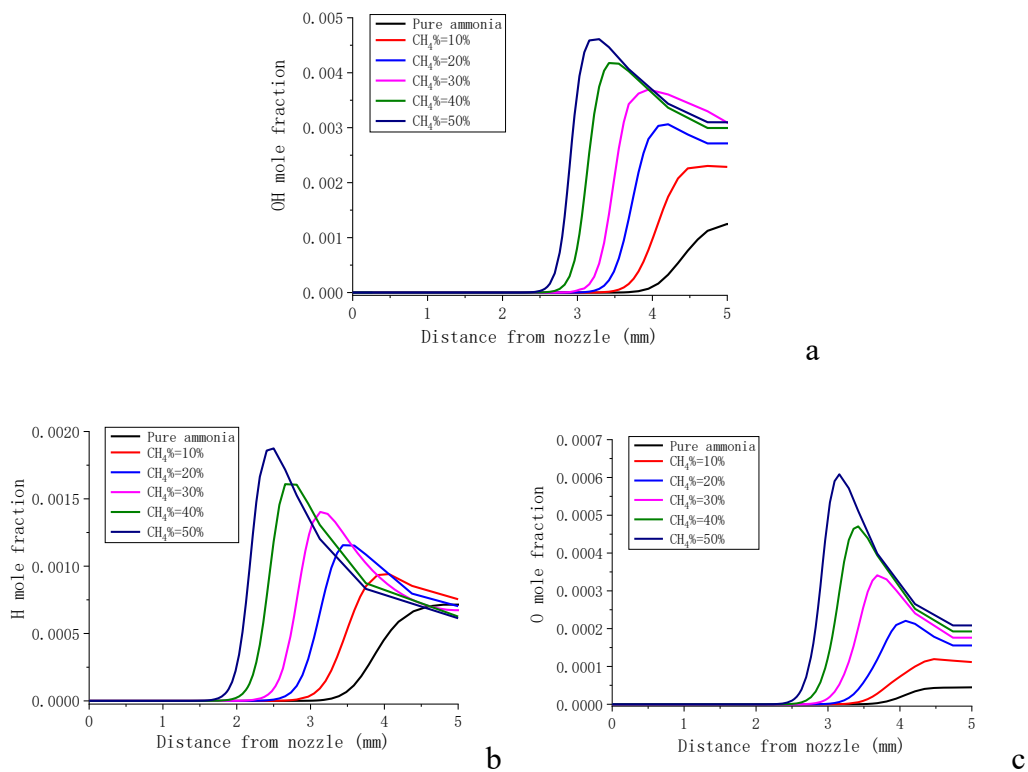 0.005
0.004
0.003
0.002
0.001
0.000
OH mole fraction
Pure ammonia
CH₄%=10%
CH₄%=20%
CH₄%=30%
CH₄%=40%
CH₄%=50%
0 1 2 3 4 5
Distance from nozzle (mm)
a
0.0020
0.0015
0.0010
0.0005
0.0000
H mole fraction
Pure ammonia
CH₄%=10%
CH₄%=20%
CH₄%=30%
CH₄%=40%
CH₄%=50%
0 1 2 3 4 5
Distance from nozzle (mm)
b
0.0007
0.0006
0.0005
0.0004
0.0003
0.0002
0.0001
0.0000
O mole fraction
Pure ammonia
CH₄%=10%
CH₄%=20%
CH₄%=30%
CH₄%=40%
CH₄%=50%
0 1 2 3 4 5
Distance from nozzle (mm)
c